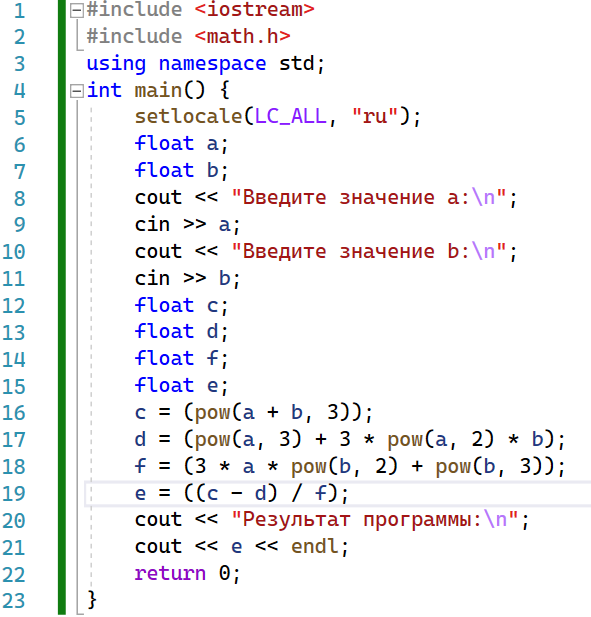 1 #include <iostream>
2 #include <math.h>
3 using namespace std;
4 int main() {
5 setlocale(LC_ALL, "ru");
6 float a;
7 float b;
8 cout << "Введите значение a:\n";
9 cin >> a;
10 cout << "Введите значение b:\n";
11 cin >> b;
12 float c;
13 float d;
14 float f;
15 float e;
16 c = (pow(a + b, 3));
17 d = (pow(a, 3) + 3 * pow(a, 2) * b);
18 f = (3 * a * pow(b, 2) + pow(b, 3));
19 e = ((c - d) / f);
20 cout << "Результат программы:\n";
21 cout << e << endl;
22 return 0;
23 }